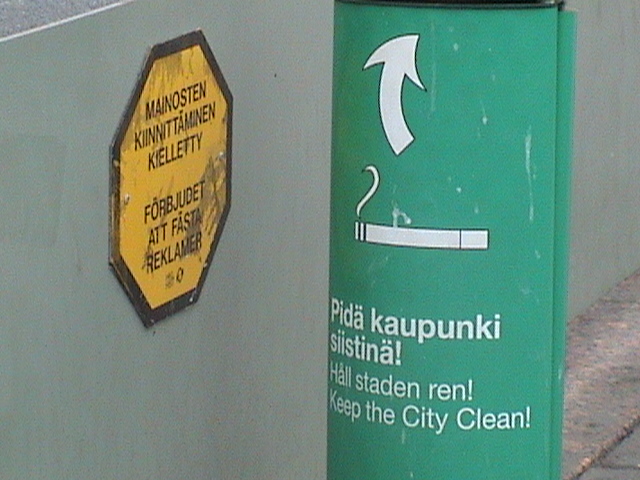 MAINOSTEN
KIINNITTÄMINEN
KIELLETTY
FÖRBJUDET
ATT FÄSTA
REKLAMER
Pidä kaupunki
siistinä!
Håll staden ren!
Keep the City Clean!